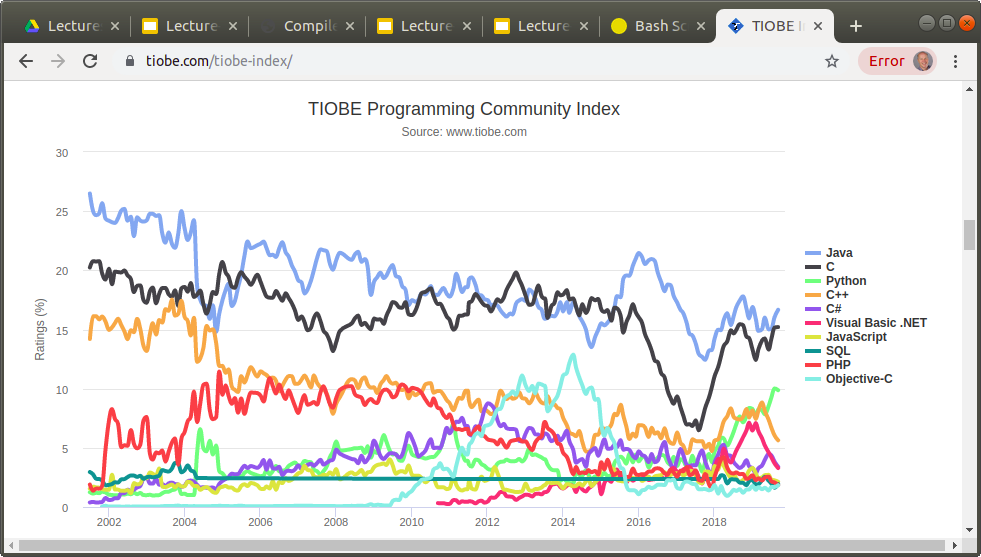 Lecture
Lecture
Compile
Lecture
Lecture
Bash Sc
TIOBE I
tiobe.com/tiobe-index/
Error
TIOBE Programming Community Index
Source: www.tiobe.com
Ratings (%)
30
25
20
15
10
5
0
2002
2004
2006
2008
2010
2012
2014
2016
2018
Java
C
Python
C++
C#
Visual Basic .NET
JavaScript
SQL
PHP
Objective-C